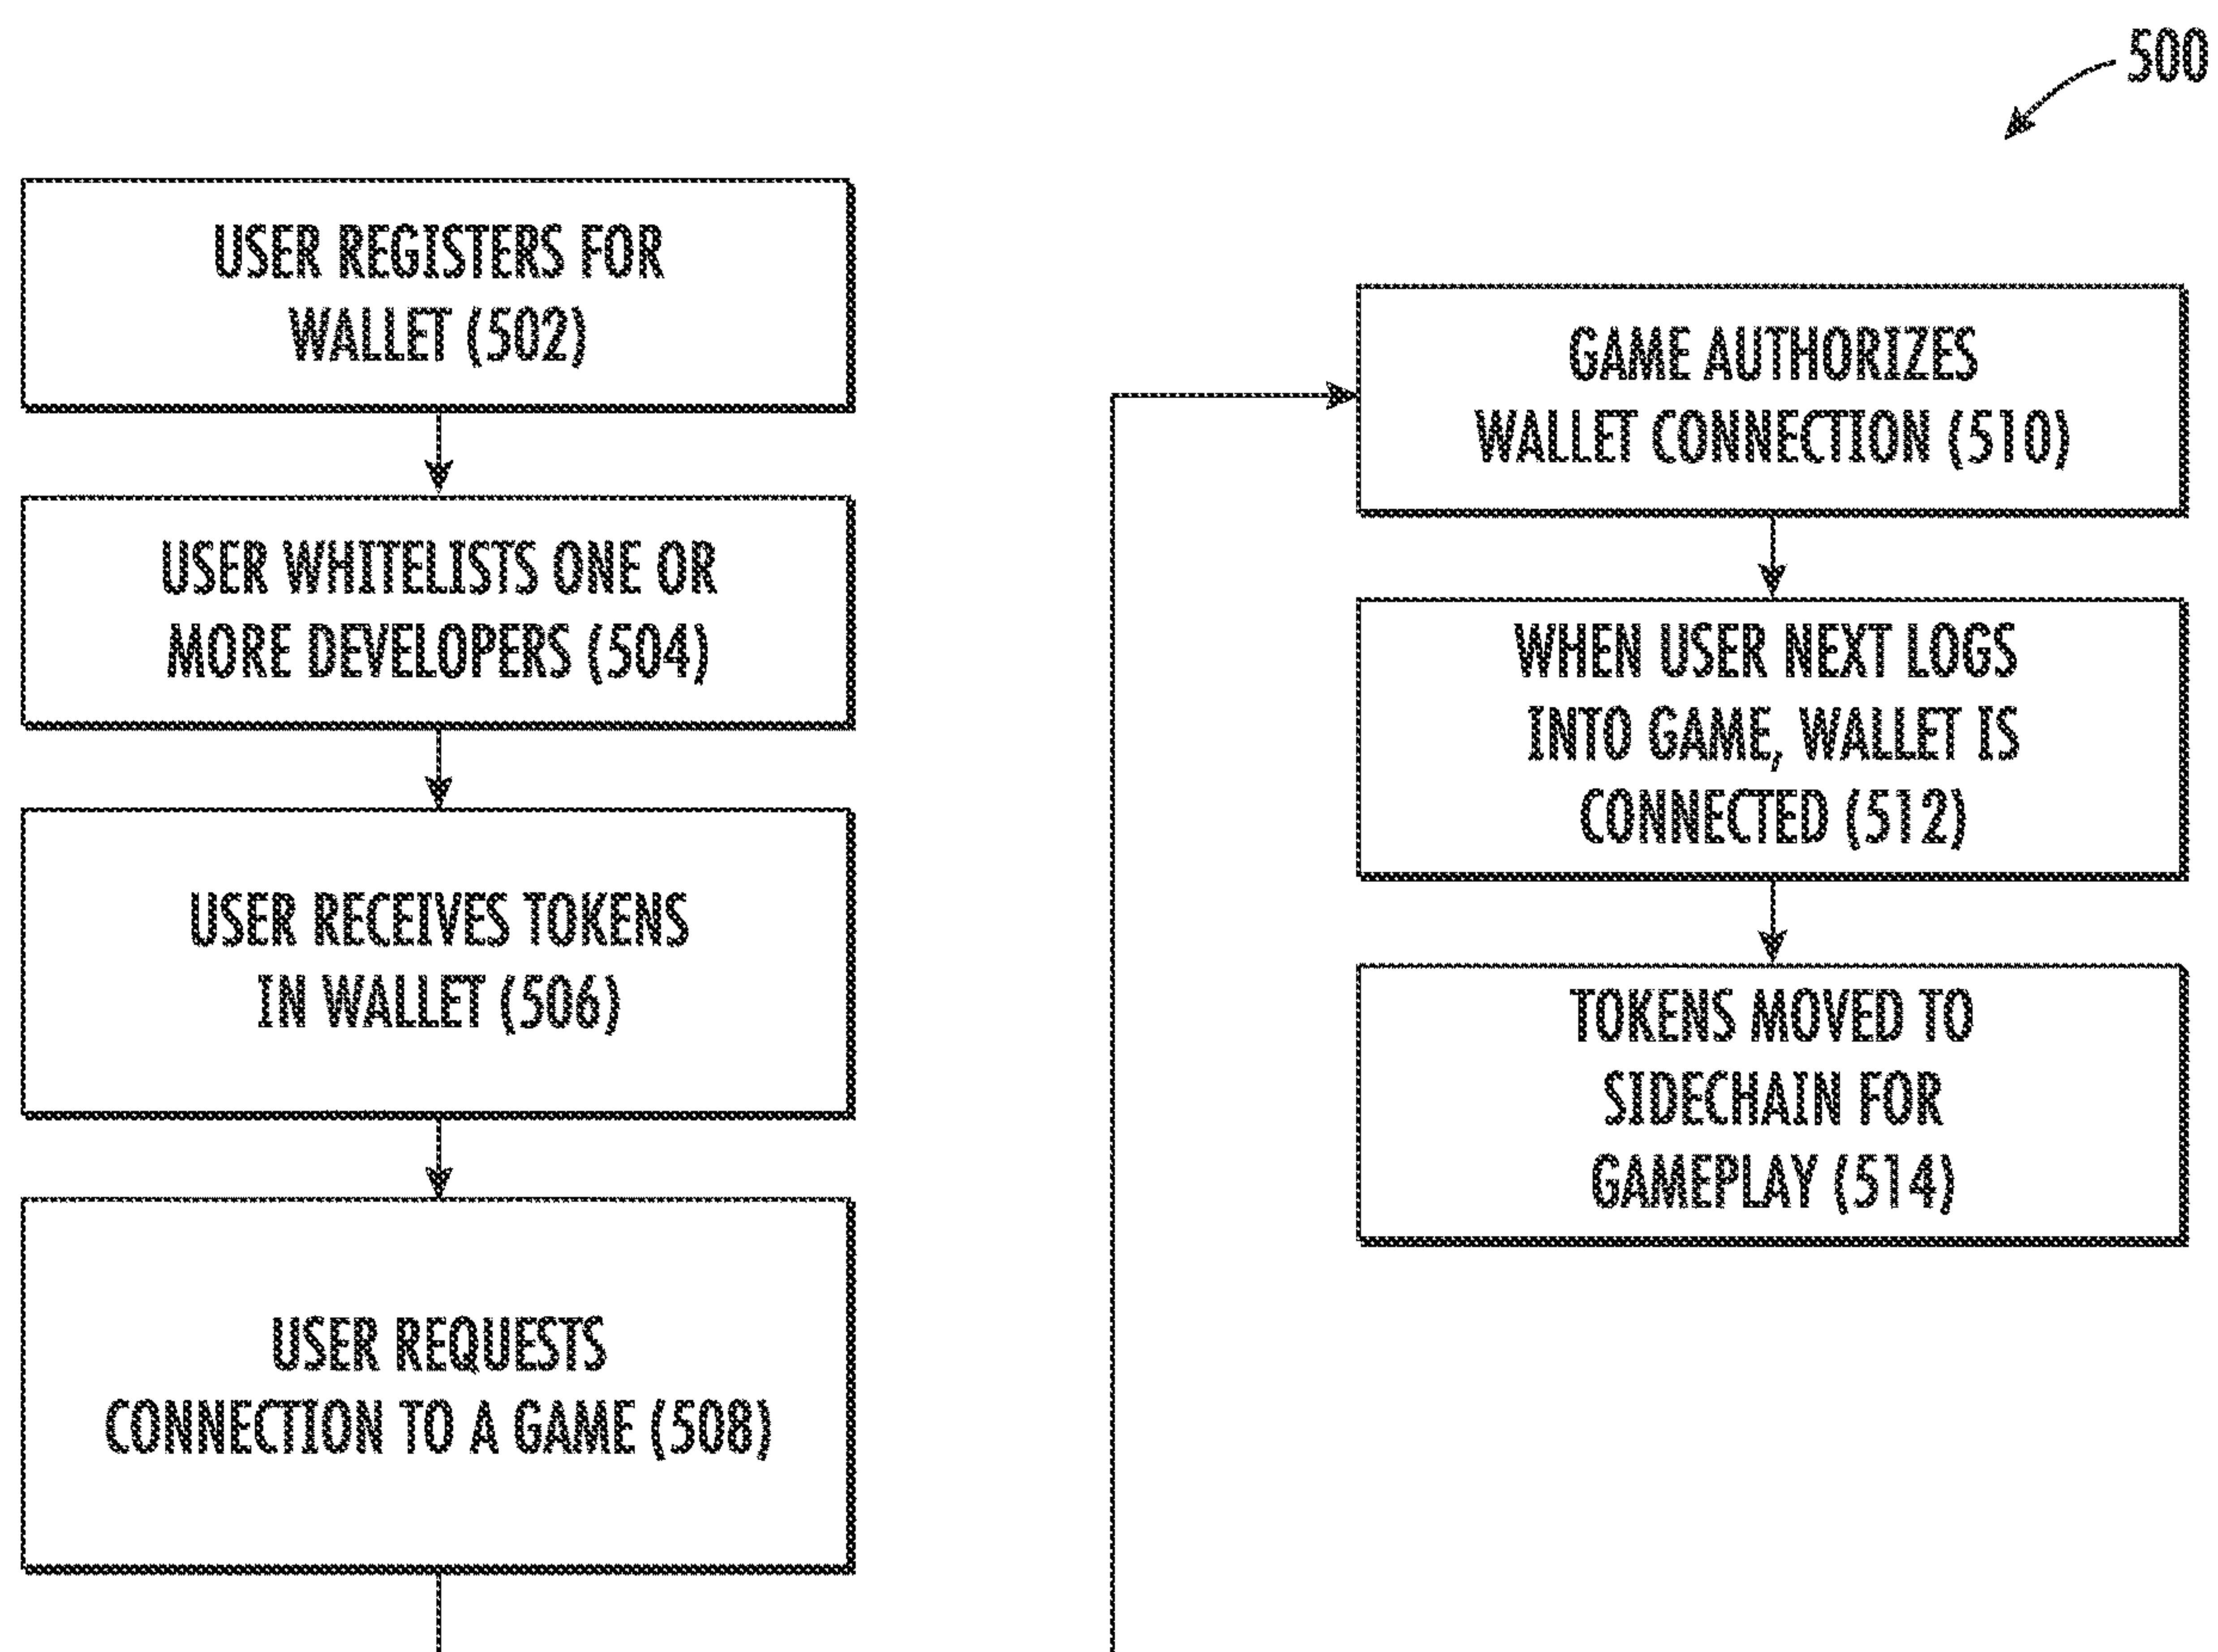 500
USER REGISTERS FOR
WALLET (502)
USER WHITELISTS ONE OR
MORE DEVELOPERS (504)
USER RECEIVES TOKENS
IN WALLET (506)
USER REQUESTS
CONNECTION TO A GAME (508)
GAME AUTHORIZES
WALLET CONNECTION (510)
WHEN USER NEXT LOGS
INTO GAME, WALLET IS
CONNECTED (512)
TOKENS MOVED TO
SIDECHAIN FOR
GAMEPLAY (514)